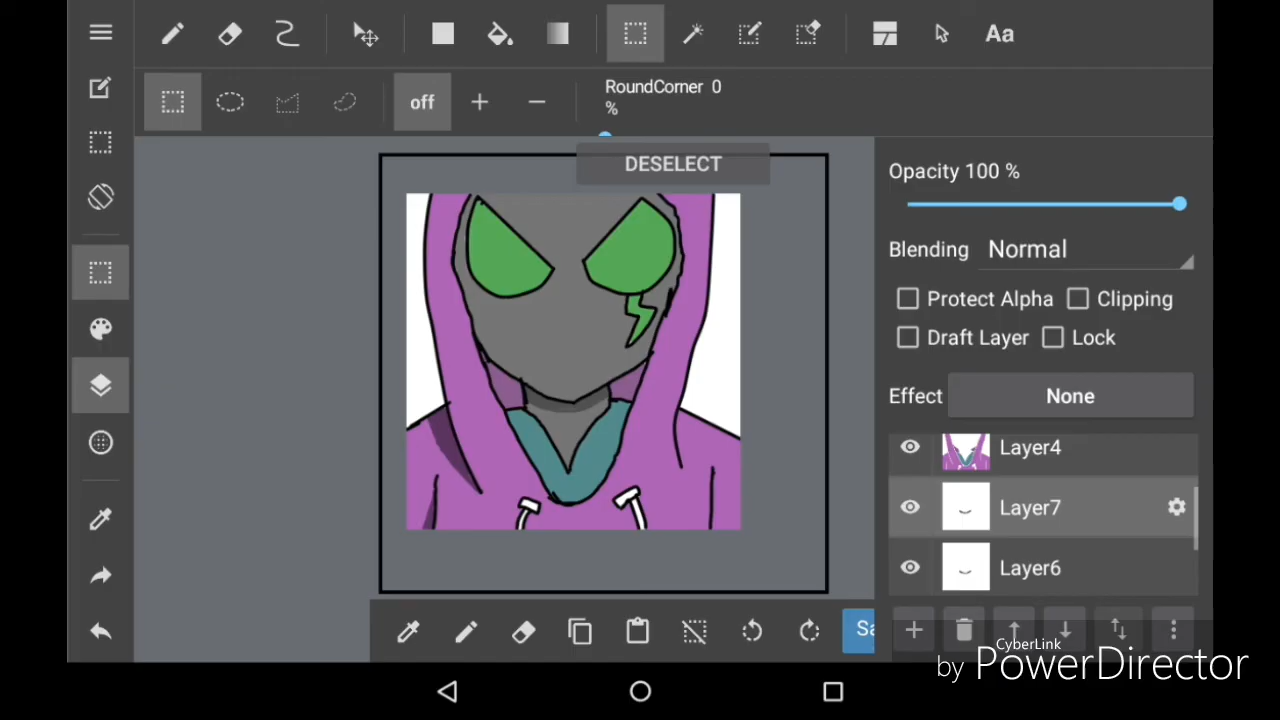 Aa
off
RoundCorner 0
%
DESELECT
Opacity 100 %
Blending Normal
Protect Alpha Clipping
Draft Layer Lock
Effect None
Layer4
Layer7
Layer6
Sa
CyberLink
by PowerDirector